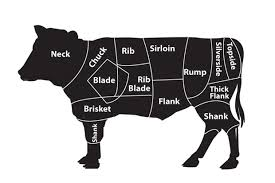 Neck
Chuck
Rib
Sirloin
Topside
Silverside
Blade
Rib
Blade
Rump
Thick
Flank
Brisket
Flank
Shank
Shank